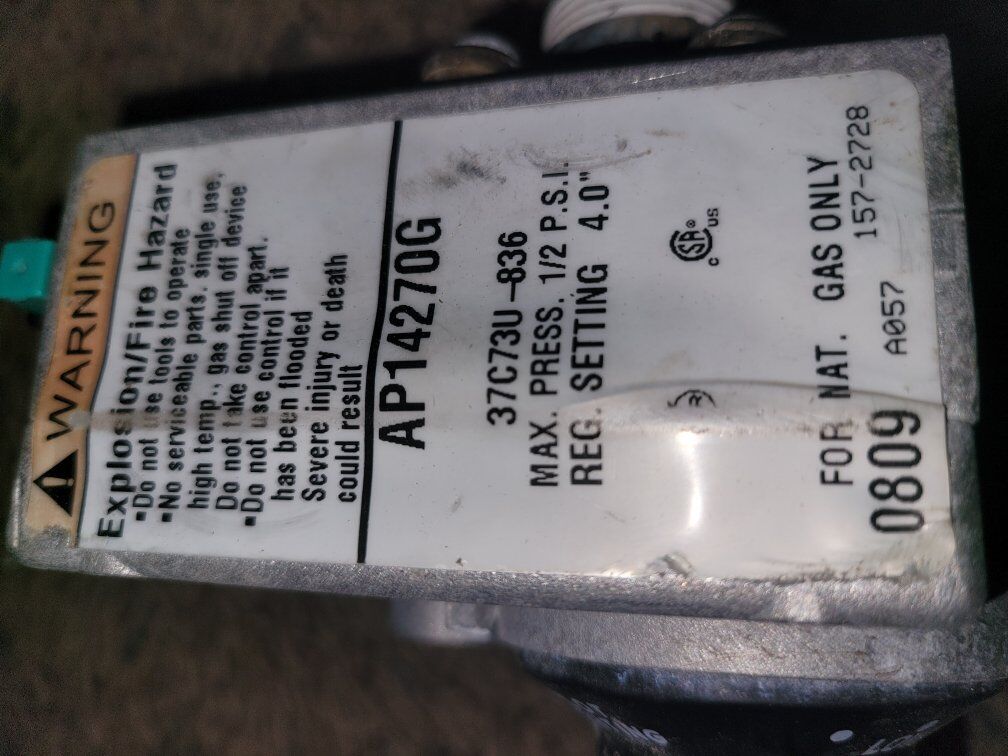 WARNING
Explosion/Fire Hazard
▪Do not use tools to operate
▪No serviceable parts. single use,
high temp., gas shut off device
Do not take control apart.
▪Do not use control if it
has been flooded
Severe injury or death
could result
AP14270G
37C73U-836
MAX. PRESS. 1/2 P.S.I.
REG. SETTING 4.0"
C SA® US
FOR NAT. GAS ONLY
0809 A057 157-2728